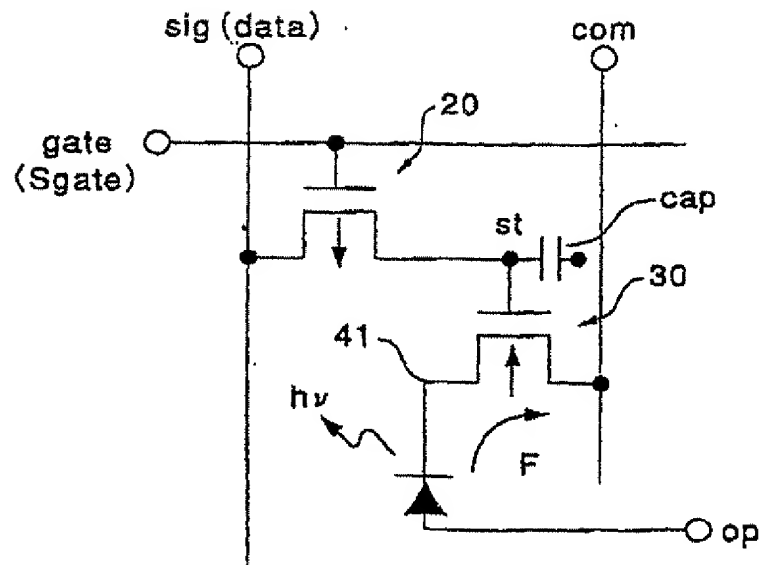 sig (data)
com
20
gate
(Sgate)
st
cap
30
41
hν
F
op